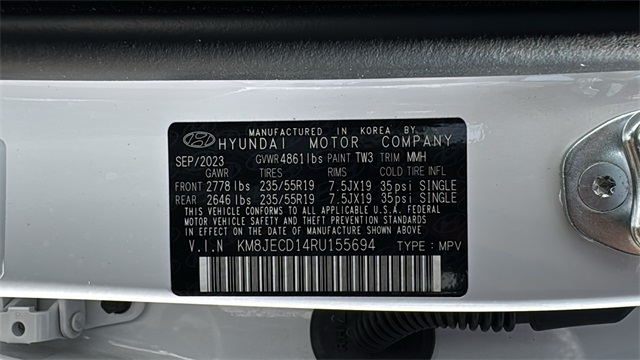 MANUFACTURED IN KOREA BY
HYUNDAI MOTOR COMPANY
SEP/2023 GVWR 4861lbs PAINT TW3 TRIM MMH
GAWR TIRES RIMS COLD TIRE INFL
FRONT 2778 lbs 235/55R19 7.5JX19 35psi SINGLE
REAR 2646 lbs 235/55R19 7.5JX19 35psi SINGLE
THIS VEHICLE CONFORMS TO ALL APPLICABLE U.S.A. FEDERAL
MOTOR VEHICLE SAFETY BUMPER, AND THEFT PREVENTION
STANDARDS IN EFFECT ON THE DATE OF MANUFACTURE SHOWN ABOVE.
V.I.N KM8JECD14RU155694 TYPE : MPV